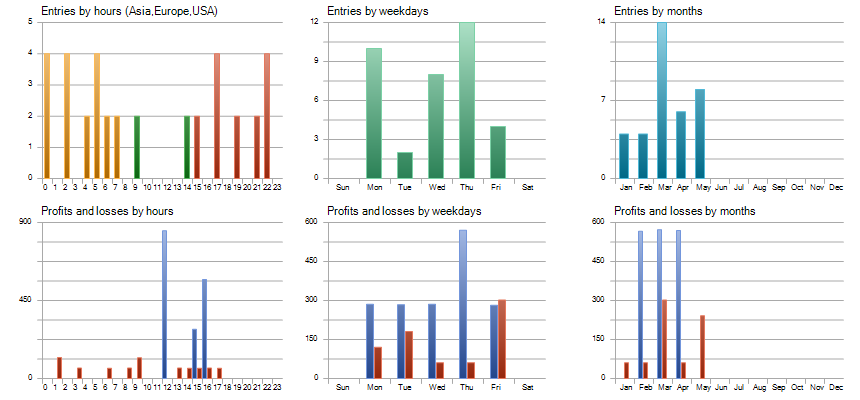 Entries by hours (Asia,Europe,USA)
5
4
3
2
1
0
0 1 2 3 4 5 6 7 8 9 10 11 12 13 14 15 16 17 18 19 20 21 22 23
Entries by weekdays
12
9
6
3
0
Sun Mon Tue Wed Thu Fri Sat
Entries by months
14
7
0
Jan Feb Mar Apr May Jun Jul Aug Sep Oct Nov Dec
Profits and losses by hours
900
450
0
0 1 2 3 4 5 6 7 8 9 10 11 12 13 14 15 16 17 18 19 20 21 22 23
Profits and losses by weekdays
600
450
300
150
0
Sun Mon Tue Wed Thu Fri Sat
Profits and losses by months
600
450
300
150
0
Jan Feb Mar Apr May Jun Jul Aug Sep Oct Nov Dec